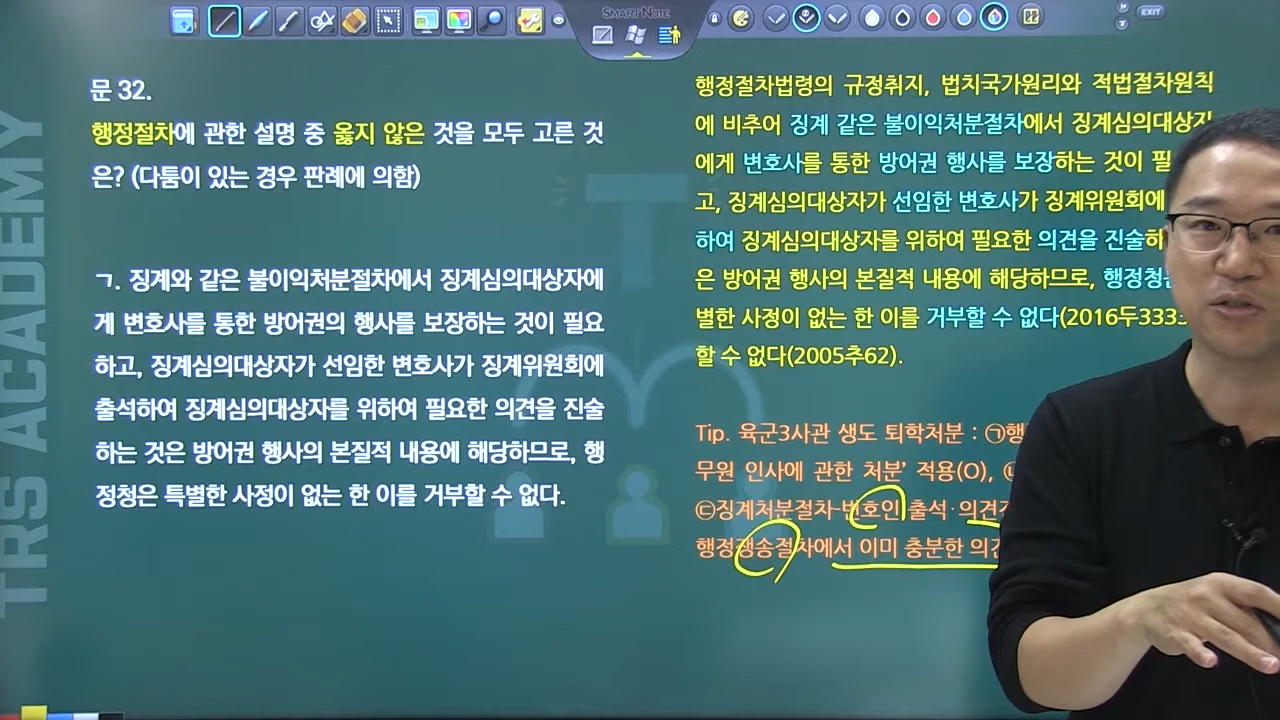 SMART NOTE
EXIT
TRS ACADEMY
문 32.
행정절차에 관한 설명 중 옳지 않은 것을 모두 고른 것
은? (다툼이 있는 경우 판례에 의함)
ㄱ. 징계와 같은 불이익처분절차에서 징계심의대상자에
게 변호사를 통한 방어권의 행사를 보장하는 것이 필요
하고, 징계심의대상자가 선임한 변호사가 징계위원회에
출석하여 징계심의대상자를 위하여 필요한 의견을 진술
하는 것은 방어권 행사의 본질적 내용에 해당하므로, 행
정청은 특별한 사정이 없는 한 이를 거부할 수 없다.
행정절차법령의 규정취지, 법치국가원리와 적법절차원칙
에 비추어 징계 같은 불이익처분절차에서 징계심의대상자
에게 변호사를 통한 방어권 행사를 보장하는 것이 필
고, 징계심의대상자가 선임한 변호사가 징계위원회에
하여 징계심의대상자를 위하여 필요한 의견을 진술하
은 방어권 행사의 본질적 내용에 해당하므로, 행정청은
별한 사정이 없는 한 이를 거부할 수 없다(2016두333
할 수 없다(2005추62).
Tip. 육군3사관 생도 퇴학처분 : ㉠행
무원 인사에 관한 처분’ 적용(O), ㉡
㉢징계처분절차-변호인 출석·의견
행정쟁송절차에서 이미 충분한 의견